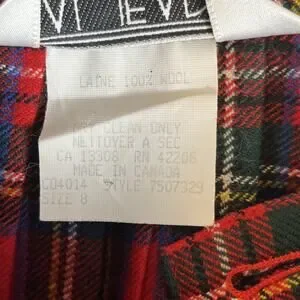 LAINE 100% WOOL
DRY CLEAN ONLY
NETTOYER A SEC
CA 13308 RN 42206
MADE IN CANADA
C04014 STYLE 7507329
SIZE 8